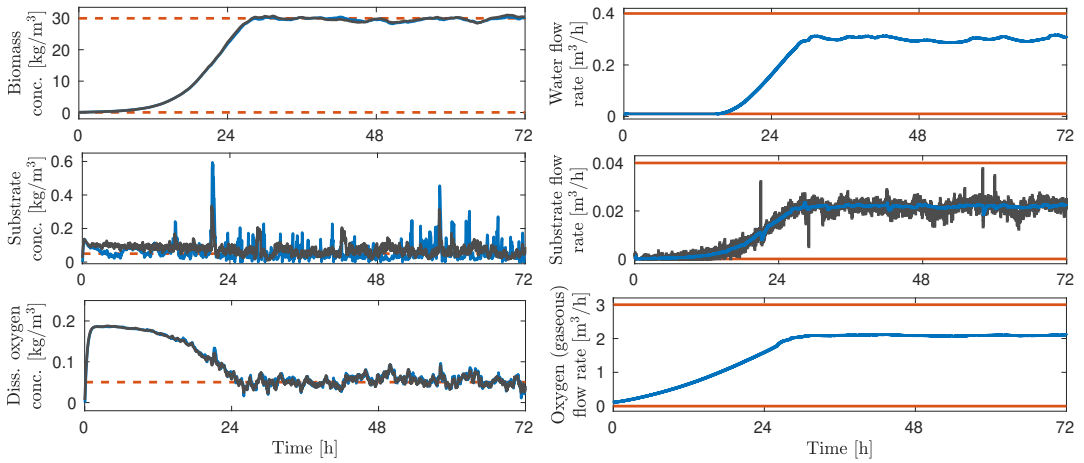 Biomass
conc. [kg/m³]
30
20
10
0
0 24 48 72
Water flow
rate [m³/h]
0.4
0.2
0
0 24 48 72
Substrate
conc. [kg/m³]
0.6
0.4
0.2
0
0 24 48 72
Substrate flow
rate [m³/h]
0.04
0.02
0
0 24 48 72
Diss. oxygen
conc. [kg/m³]
0.2
0.1
0
0 24 48 72
Time [h]
Oxygen (gaseous)
flow rate [m³/h]
3
2
1
0
0 24 48 72
Time [h]